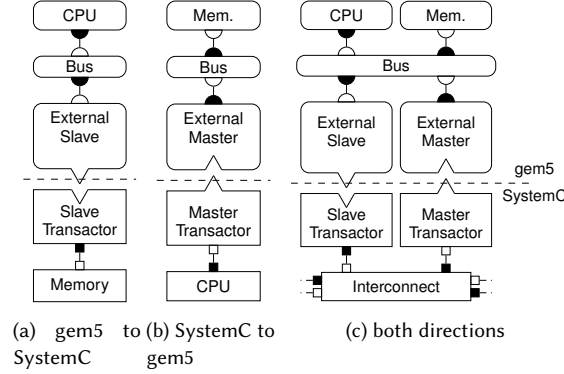 CPU
Mem.
CPU
Mem.
Bus
Bus
Bus
External
Slave
External
Master
External
Slave
External
Master
gem5
SystemC
Slave
Transactor
Master
Transactor
Slave
Transactor
Master
Transactor
Memory
CPU
Interconnect
(a) gem5 to
SystemC
(b) SystemC to
gem5
(c) both directions